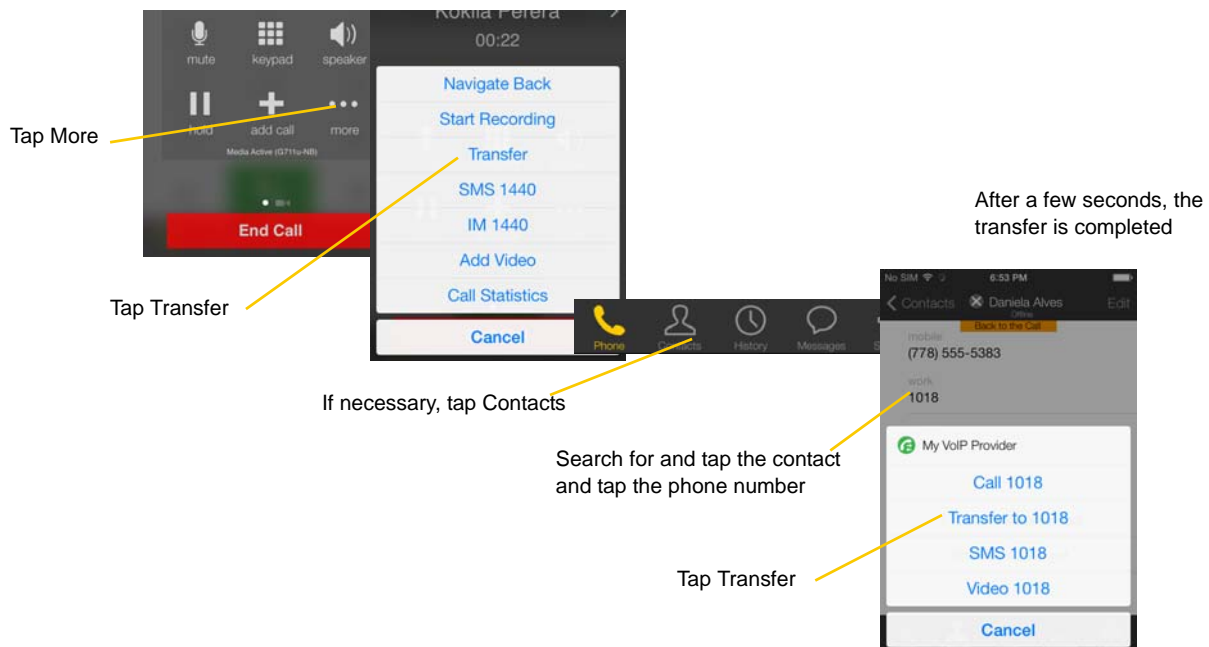 Kokila Perera
00:22
mute keypad speaker
hold add call more
Media Active (G711u-NB)
End Call
Tap More
Navigate Back
Start Recording
Transfer
SMS 1440
IM 1440
Add Video
Call Statistics
Cancel
Tap Transfer
Phone Contacts History Messages S
If necessary, tap Contacts
After a few seconds, the
transfer is completed
No SIM 6:53 PM
Contacts Daniela Alves Edit
Offline
Back to the Call
mobile
(778) 555-5383
work
1018
Search for and tap the contact
and tap the phone number
My VoIP Provider
Call 1018
Transfer to 1018
SMS 1018
Video 1018
Cancel
Tap Transfer